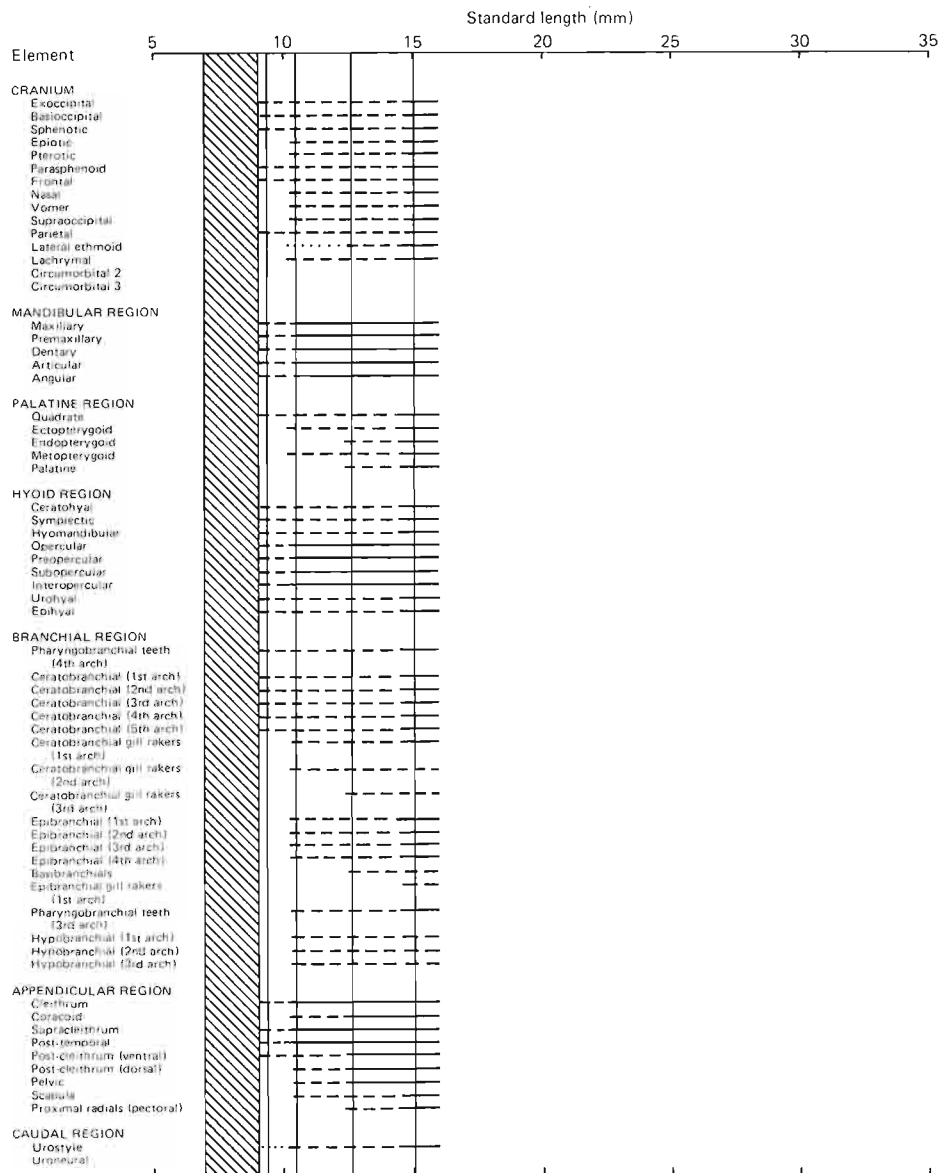 Standard length (mm)
Element 5 10 15 20 25 30 35
CRANIUM
Exoccipital
Basioccipital
Sphenotic
Epiotic
Pterotic
Parasphenoid
Frontal
Nasal
Vomer
Supraoccipital
Parietal
Lateral ethmoid
Lachrymal
Circumorbital 2
Circumorbital 3
MANDIBULAR REGION
Maxillary
Premaxillary
Dentary
Articular
Angular
PALATINE REGION
Quadrate
Ectopterygoid
Endopterygoid
Metopterygoid
Palatine
HYOID REGION
Ceratohyal
Symplectic
Hyomandibular
Opercular
Preopercular
Subopercular
Interopercular
Urohyal
Epihyal
BRANCHIAL REGION
Pharyngobranchial teeth
(4th arch)
Ceratobranchial (1st arch)
Ceratobranchial (2nd arch)
Ceratobranchial (3rd arch)
Ceratobranchial (4th arch)
Ceratobranchial (5th arch)
Ceratobranchial gill rakers
(1st arch)
Ceratobranchial gill rakers
(2nd arch)
Ceratobranchial gill rakers
(3rd arch)
Epibranchial (1st arch)
Epibranchial (2nd arch)
Epibranchial (3rd arch)
Epibranchial (4th arch)
Basibranchials
Epibranchial gill rakers
(1st arch)
Pharyngobranchial teeth
(3rd arch)
Hypobranchial (1st arch)
Hypobranchial (2nd arch)
Hypobranchial (3rd arch)
APPENDICULAR REGION
Cleithrum
Coracoid
Supracleithrum
Post-temporal
Post-cleithrum (ventral)
Post-cleithrum (dorsal)
Pelvic
Scapula
Proximal radials (pectoral)
CAUDAL REGION
Urostyle
Uroneural
5 10 15 20 25 30 35